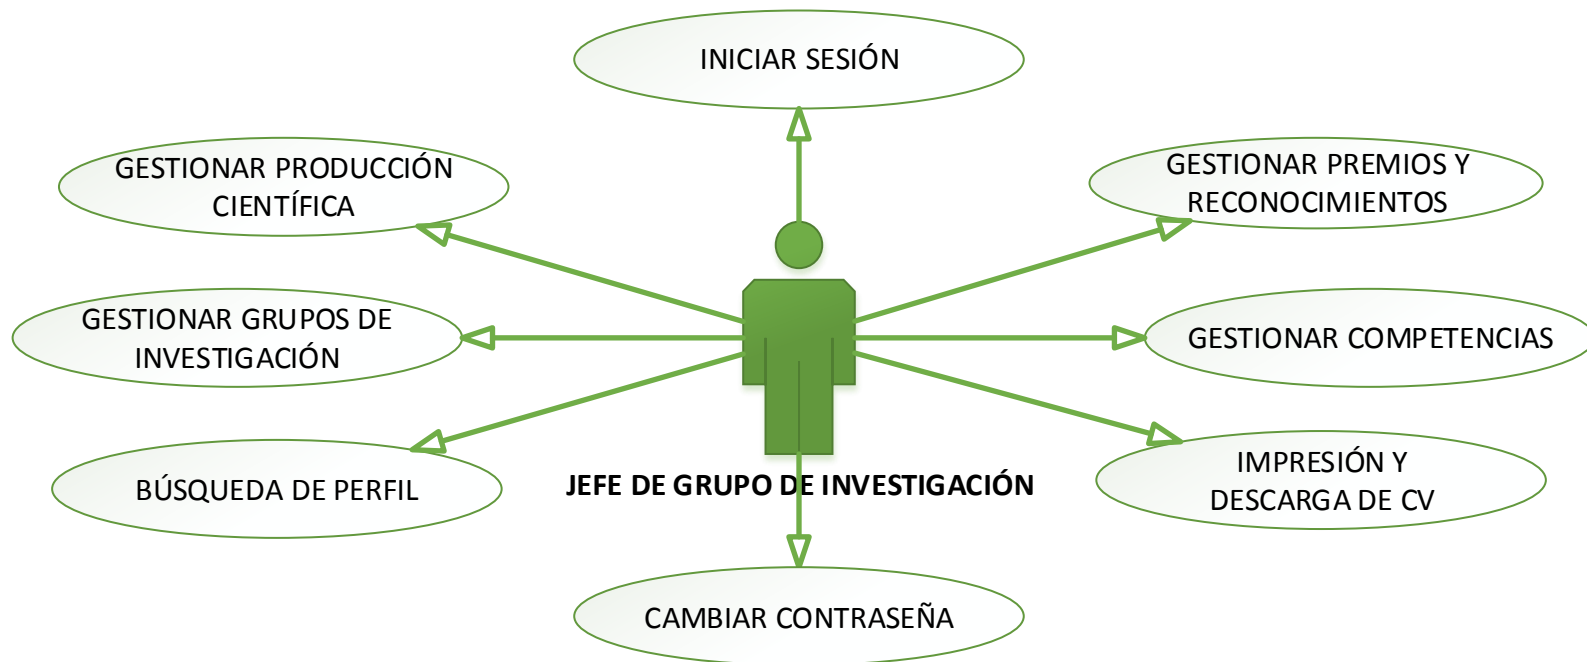 INICIAR SESIÓN
GESTIONAR PRODUCCIÓN
CIENTÍFICA
GESTIONAR PREMIOS Y
RECONOCIMIENTOS
GESTIONAR GRUPOS DE
INVESTIGACIÓN
GESTIONAR COMPETENCIAS
BÚSQUEDA DE PERFIL
JEFE DE GRUPO DE INVESTIGACIÓN
IMPRESIÓN Y
DESCARGA DE CV
CAMBIAR CONTRASEÑA